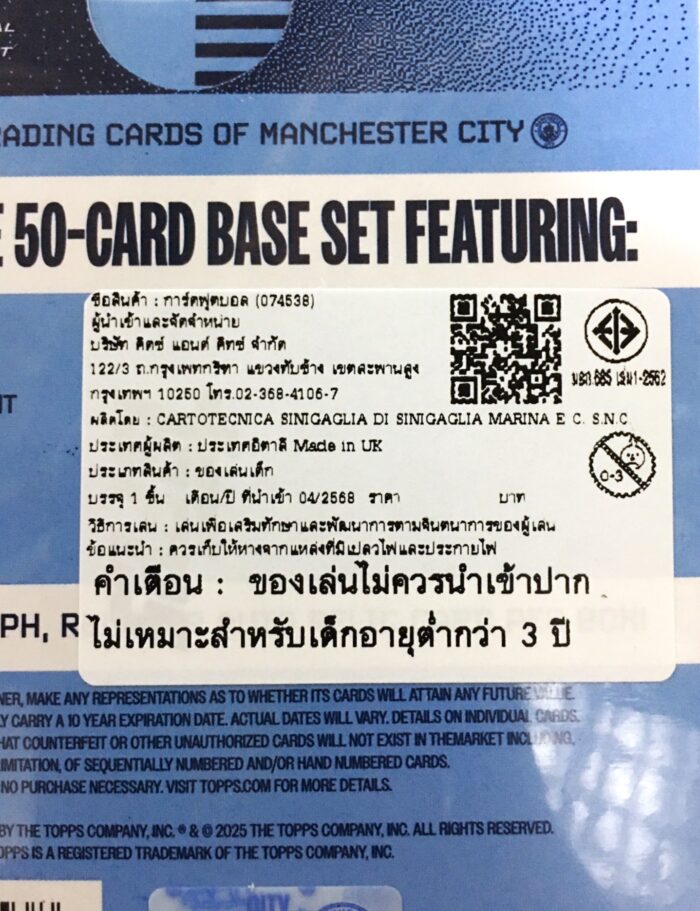 AL
T
ADING CARDS OF MANCHESTER CITY
E 50-CARD BASE SET FEATURING:
ชื่อสินค้า : การ์ดฟุตบอล (074538)
ผู้นำเข้าและจัดจำหน่าย
บริษัท คิตซ์ แอนด์ คิทซ์ จำกัด
122/3 ถ.กรุงเทพกรีฑา แขวงทับช้าง เขตสะพานสูง
กรุงเทพฯ 10250 โทร.02-368-4106-7
มอก.685 เล่ม1-2562
NT
ผลิตโดย : CARTOTECNICA SINIGAGLIA DI SINIGAGLIA MARINA E C. S.N.C
ประเทศผู้ผลิต : ประเทศอิตาลี Made in UK
ประเภทสินค้า : ของเล่นเด็ก
0-3
บรรจุ 1 ชิ้น เดือน/ปี ที่นำเข้า 04/2568 ราคา บาท
วิธีการเล่น : เล่นเพื่อเสริมทักษะและพัฒนาการตามจินตนาการของผู้เล่น
ข้อแนะนำ : ควรเก็บให้ห่างจากแหล่งที่มีเปลวไฟและประกายไฟ
คำเตือน : ของเล่นไม่ควรนำเข้าปาก
ไม่เหมาะสำหรับเด็กอายุต่ำกว่า 3 ปี
PH, R
NER, MAKE ANY REPRESENTATIONS AS TO WHETHER ITS CARDS WILL ATTAIN ANY FUTURE VALUE.
LY CARRY A 10 YEAR EXPIRATION DATE. ACTUAL DATES WILL VARY. DETAILS ON INDIVIDUAL CARDS.
HAT COUNTERFEIT OR OTHER UNAUTHORIZED CARDS WILL NOT EXIST IN THEMARKET INCLUDING,
IMITATION, OF SEQUENTIALLY NUMBERED AND/OR HAND NUMBERED CARDS.
NO PURCHASE NECESSARY. VISIT TOPPS.COM FOR MORE DETAILS.
BY THE TOPPS COMPANY, INC. ® & © 2025 THE TOPPS COMPANY, INC. ALL RIGHTS RESERVED.
OPPS IS A REGISTERED TRADEMARK OF THE TOPPS COMPANY, INC.
CITY